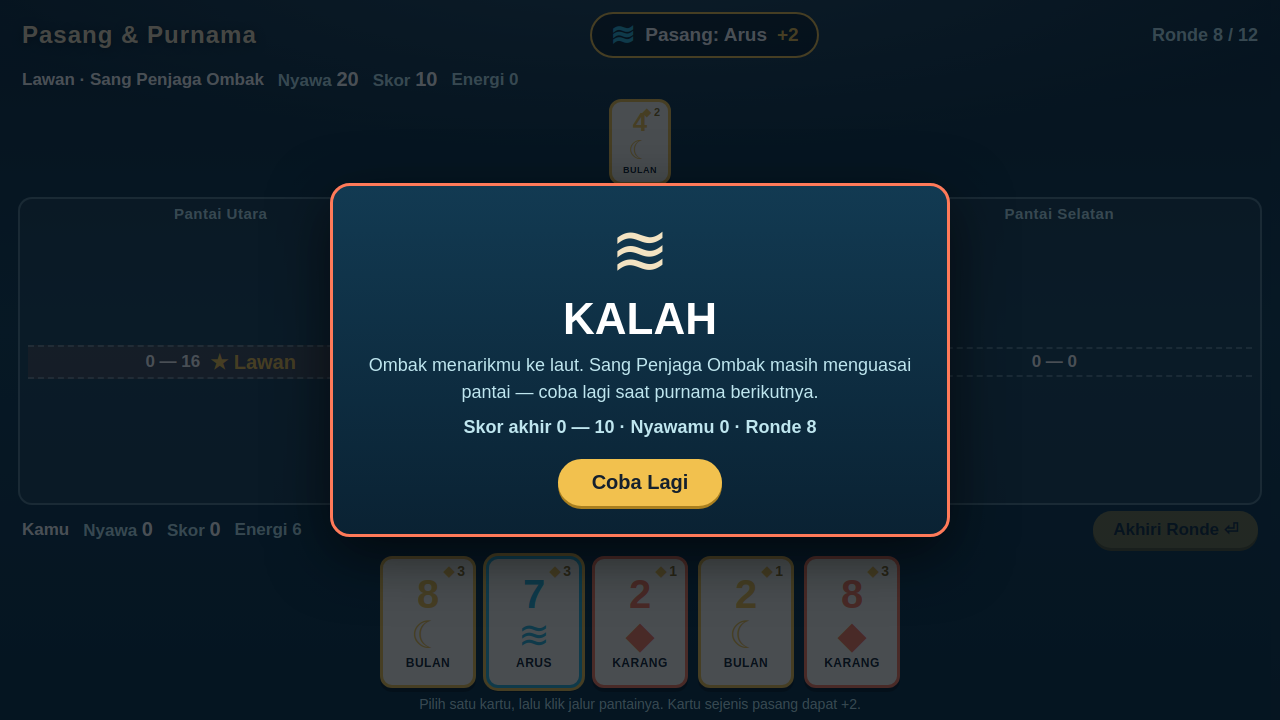 Pasang & Purnama
Pasang: Arus +2
Ronde 8 / 12
Lawan · Sang Penjaga Ombak Nyawa 20 Skor 10 Energi 0
2
4
BULAN
Pantai Utara
Pantai Selatan
0 — 16 ★ Lawan
0 — 0
KALAH
Ombak menarikmu ke laut. Sang Penjaga Ombak masih menguasai
pantai — coba lagi saat purnama berikutnya.
Skor akhir 0 — 10 · Nyawamu 0 · Ronde 8
Coba Lagi
Kamu Nyawa 0 Skor 0 Energi 6
Akhiri Ronde ⏎
3
8
BULAN
3
7
ARUS
1
2
KARANG
1
2
BULAN
3
8
KARANG
Pilih satu kartu, lalu klik jalur pantainya. Kartu sejenis pasang dapat +2.